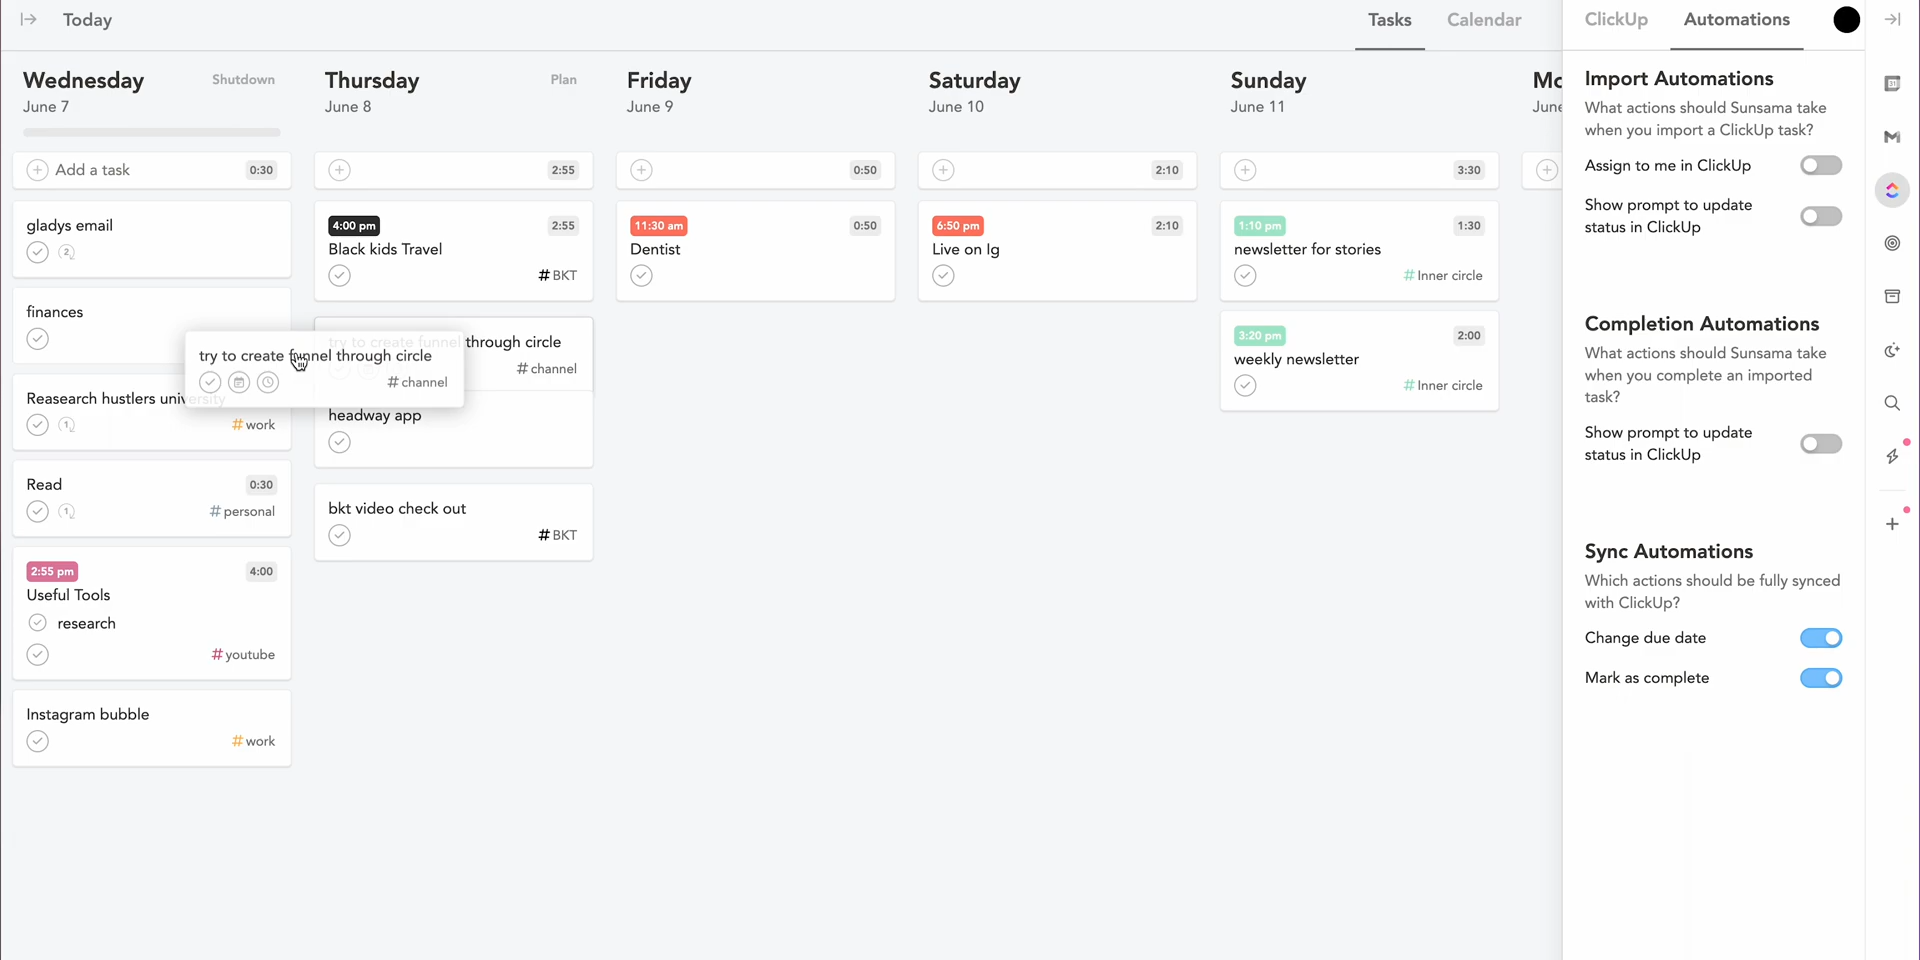 Today
Tasks
Calendar
ClickUp
Automations
Wednesday
Shutdown
June 7
Add a task
0:30
gladys email
2
finances
Reasearch hustlers university
1
#work
Read
0:30
1
#personal
2:55 pm
4:00
Useful Tools
research
#youtube
Instagram bubble
#work
Thursday
Plan
June 8
2:55
4:00 pm
2:55
Black kids Travel
#BKT
try to create funnel through circle
#channel
try to create funnel through circle
#channel
headway app
bkt video check out
#BKT
Friday
June 9
0:50
11:30 am
0:50
Dentist
Saturday
June 10
2:10
6:50 pm
2:10
Live on Ig
Sunday
June 11
3:30
1:10 pm
1:30
newsletter for stories
#Inner circle
3:20 pm
2:00
weekly newsletter
#Inner circle
Mo
June
Import Automations
What actions should Sunsama take
when you import a ClickUp task?
Assign to me in ClickUp
Show prompt to update
status in ClickUp
Completion Automations
What actions should Sunsama take
when you complete an imported
task?
Show prompt to update
status in ClickUp
Sync Automations
Which actions should be fully synced
with ClickUp?
Change due date
Mark as complete
31